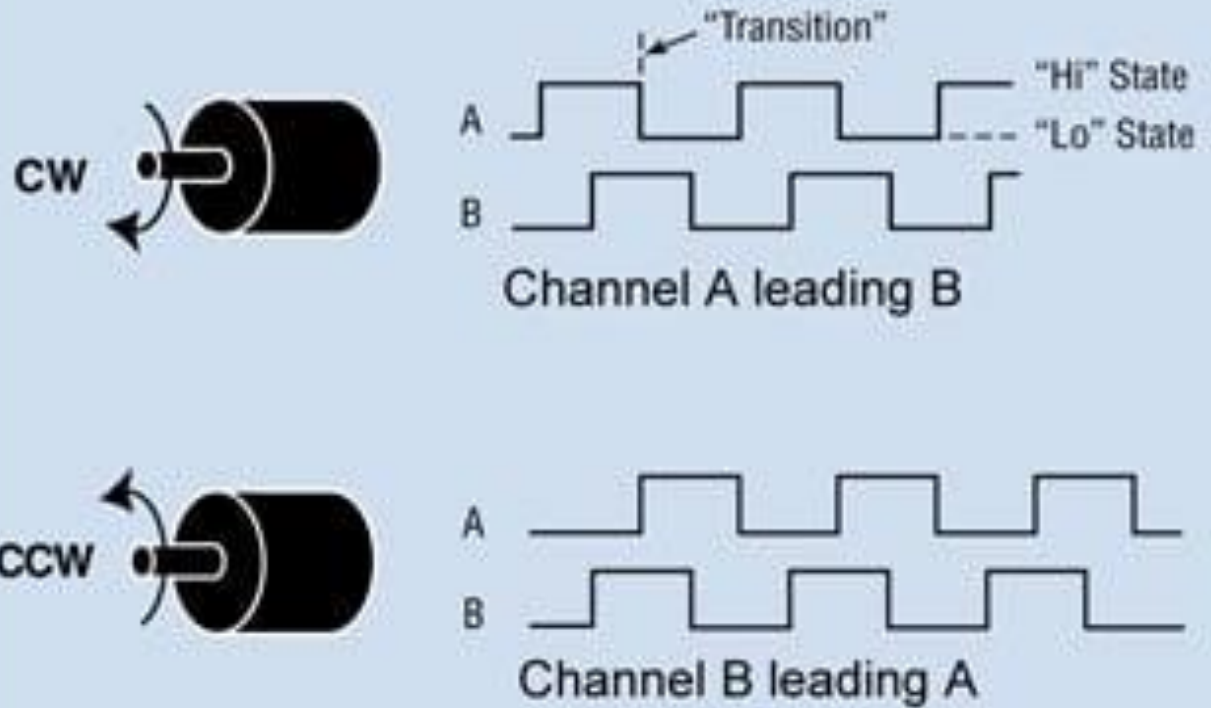 "Transition"
"Hi" State
A
"Lo" State
CW
B
Channel A leading B
A
CCW
B
Channel B leading A